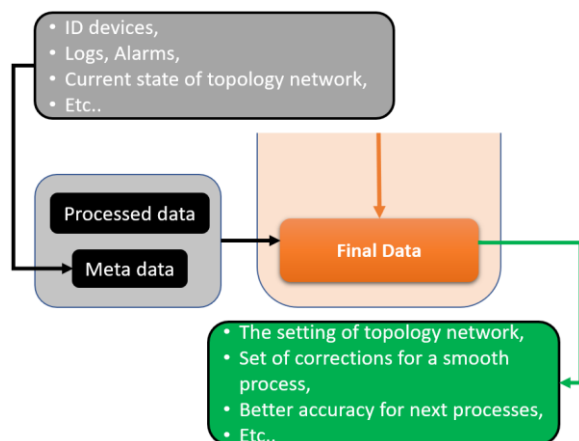 • ID devices,
• Logs, Alarms,
• Current state of topology network,
• Etc..
Processed data
Meta data
Final Data
• The setting of topology network,
• Set of corrections for a smooth
process,
• Better accuracy for next processes,
• Etc..